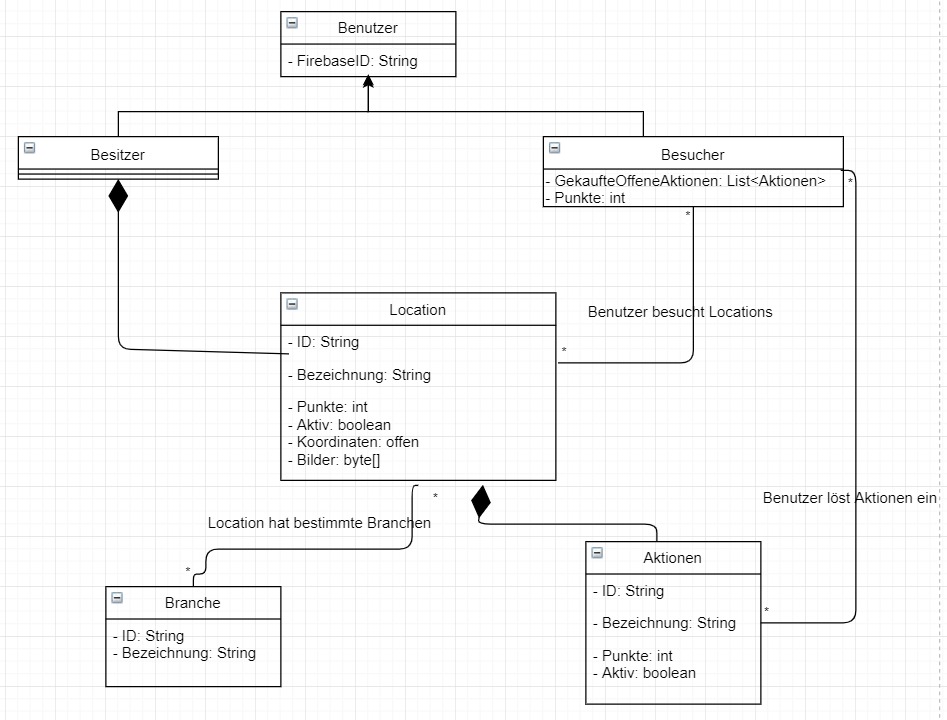 Benutzer
- FirebaseID: String
Besitzer
Besucher
- GekaufteOffeneAktionen: List<Aktionen>
- Punkte: int
*
*
Location
- ID: String
- Bezeichnung: String
- Punkte: int
- Aktiv: boolean
- Koordinaten: offen
- Bilder: byte[]
Benutzer besucht Locations
*
*
Location hat bestimmte Branchen
*
Benutzer löst Aktionen ein
Branche
- ID: String
- Bezeichnung: String
Aktionen
- ID: String
- Bezeichnung: String
- Punkte: int
- Aktiv: boolean
*